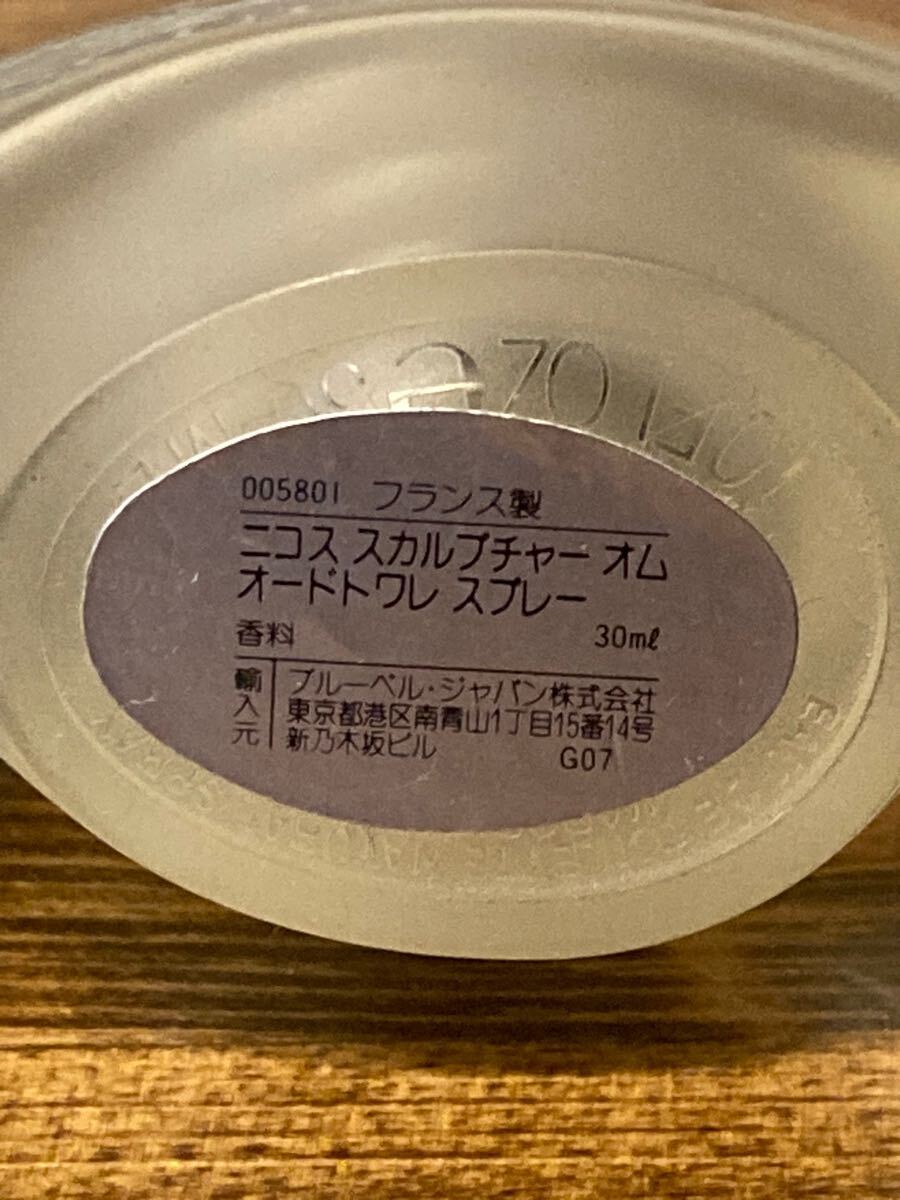 70 140
005801 フランス製
ニコス スカルプチャー オム
オードトワレ スプレー
香料 30ml
輸入元
ブルーベル・ジャパン株式会社
東京都港区南青山1丁目15番14号
新乃木坂ビル G07